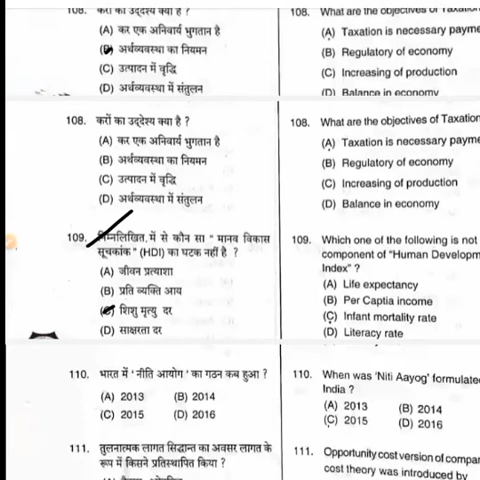 108. करों का उद्देश्य क्या है ?
(A) कर एक अनिवार्य भुगतान है
(B) अर्थव्यवस्था का नियमन
(C) उत्पादन में वृद्धि
(D) अर्थव्यवस्था में संतुलन
108. What are the objectives of Taxation
(A) Taxation is necessary payme
(B) Regulatory of economy
(C) Increasing of production
(D) Balance in economy
108. करों का उद्देश्य क्या है ?
(A) कर एक अनिवार्य भुगतान है
(B) अर्थव्यवस्था का नियमन
(C) उत्पादन में वृद्धि
(D) अर्थव्यवस्था में संतुलन
108. What are the objectives of Taxation
(A) Taxation is necessary payme
(B) Regulatory of economy
(C) Increasing of production
(D) Balance in economy
109. निम्नलिखित में से कौन सा " मानव विकास
सूचकांक " (HDI) का घटक नहीं है ?
(A) जीवन प्रत्याशा
(B) प्रति व्यक्ति आय
(C) शिशु मृत्यु दर
(D) साक्षरता दर
109. Which one of the following is not
component of "Human Developm
Index" ?
(A) Life expectancy
(B) Per Captia income
(C) Infant mortality rate
(D) Literacy rate
110. भारत में ' नीति आयोग ' का गठन कब हुआ ?
(A) 2013 (B) 2014
(C) 2015 (D) 2016
110. When was 'Niti Aayog' formulate
India ?
(A) 2013 (B) 2014
(C) 2015 (D) 2016
111. तुलनात्मक लागत सिद्धान्त का अवसर लागत के
रूप में किसने प्रतिस्थापित किया ?
111. Opportunity cost version of compar
cost theory was introduced by